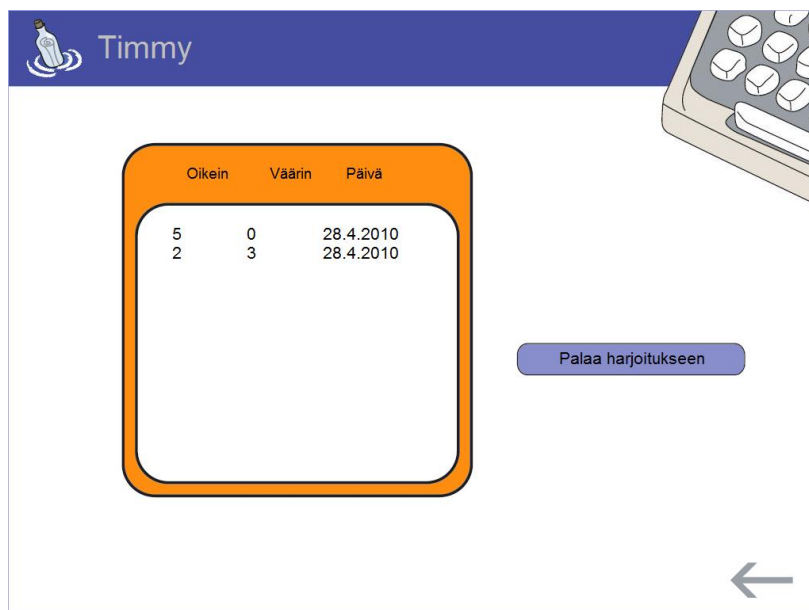 Timmy
Oikein Väärin Päivä
5 0 28.4.2010
2 3 28.4.2010
Palaa harjoitukseen